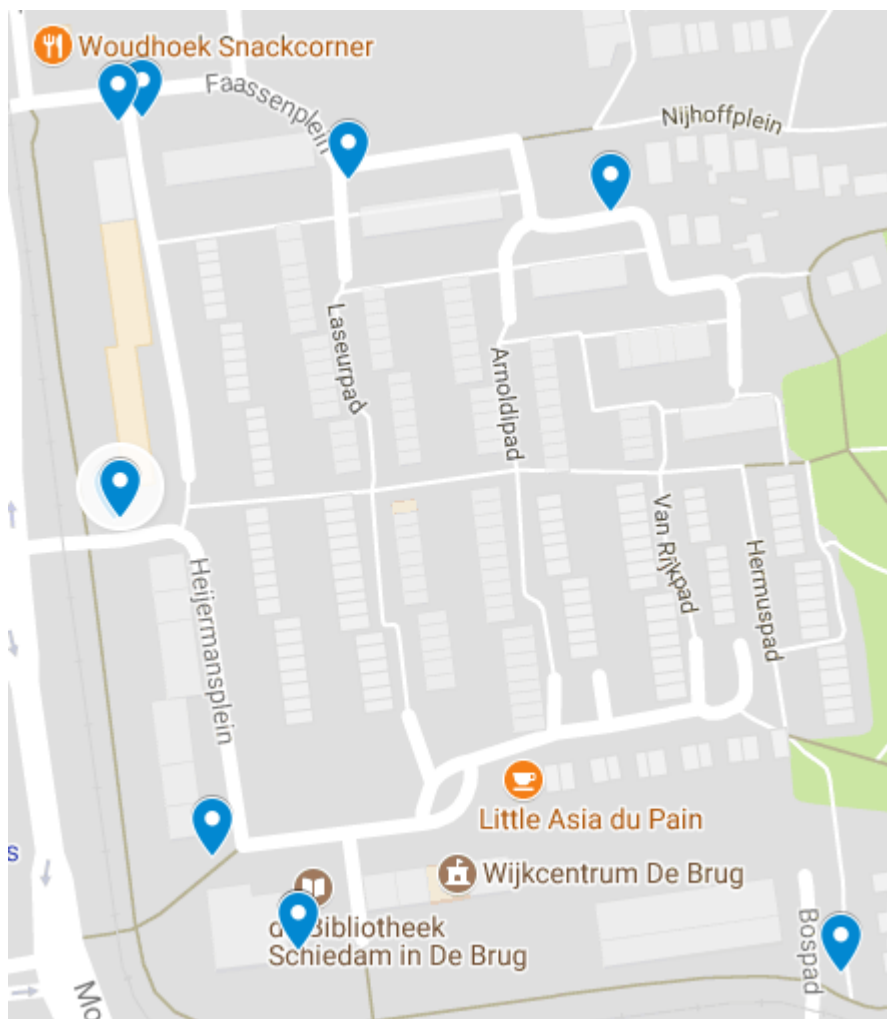 Woudhoek Snackcorner
Faassenplein
Nijhoffplein
Laseurpad
Arnoldipad
Van Rijkpad
Hermuspad
Heijermansplein
Little Asia du Pain
s
Wijkcentrum De Brug
Bibliotheek
Schiedam in De Brug
Bospad
Mo